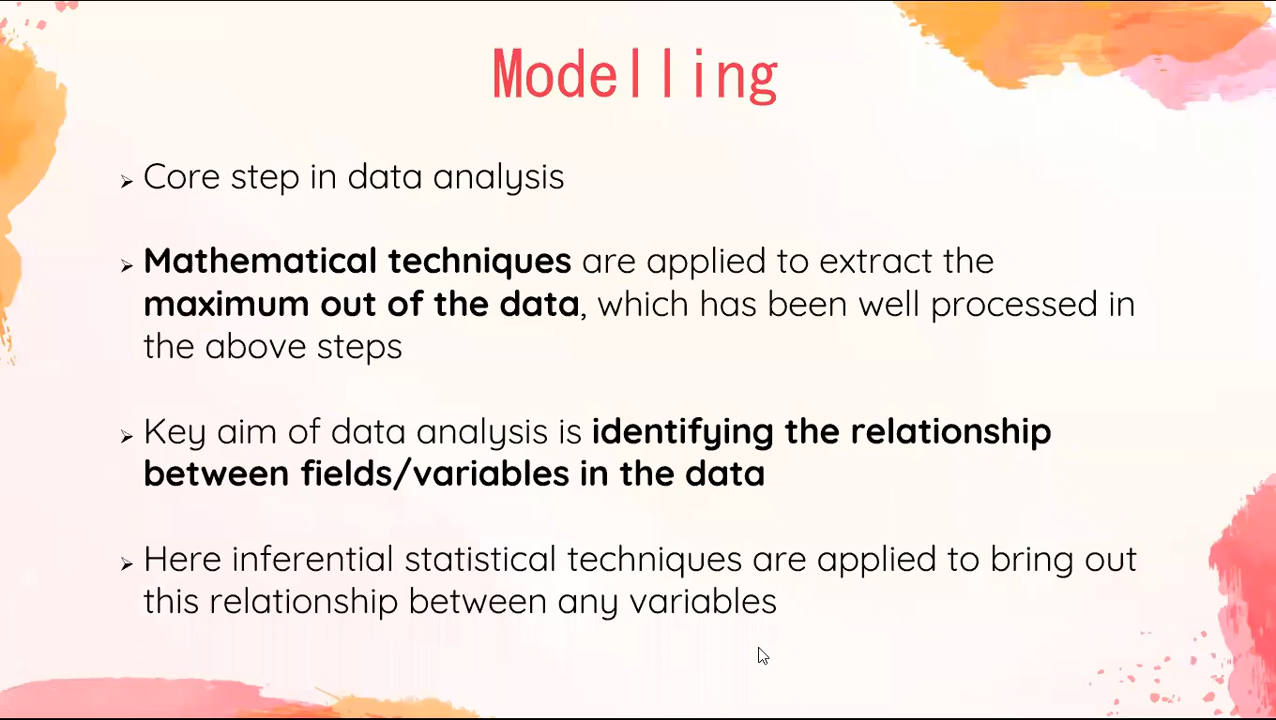 Modelling
➢ Core step in data analysis
➢ Mathematical techniques are applied to extract the
maximum out of the data, which has been well processed in
the above steps
➢ Key aim of data analysis is identifying the relationship
between fields/variables in the data
➢ Here inferential statistical techniques are applied to bring out
this relationship between any variables